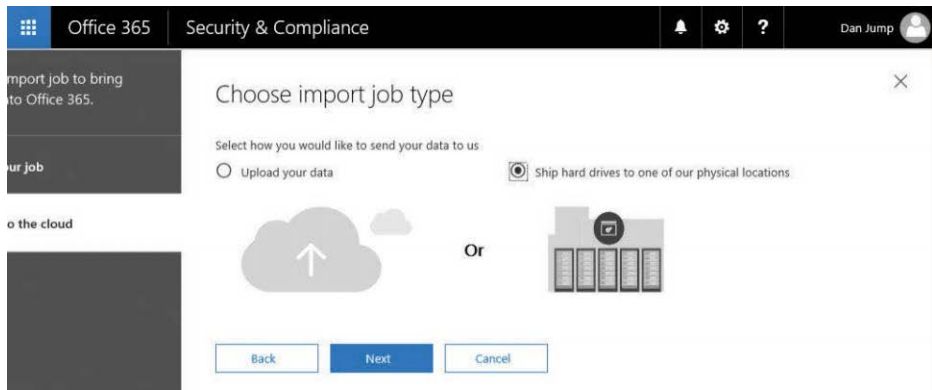 Office 365 Security & Compliance ? Dan Jump
mport job to bring
to Office 365.
ur job
o the cloud
Choose import job type
Select how you would like to send your data to us
Upload your data
Ship hard drives to one of our physical locations
Or
Back Next Cancel